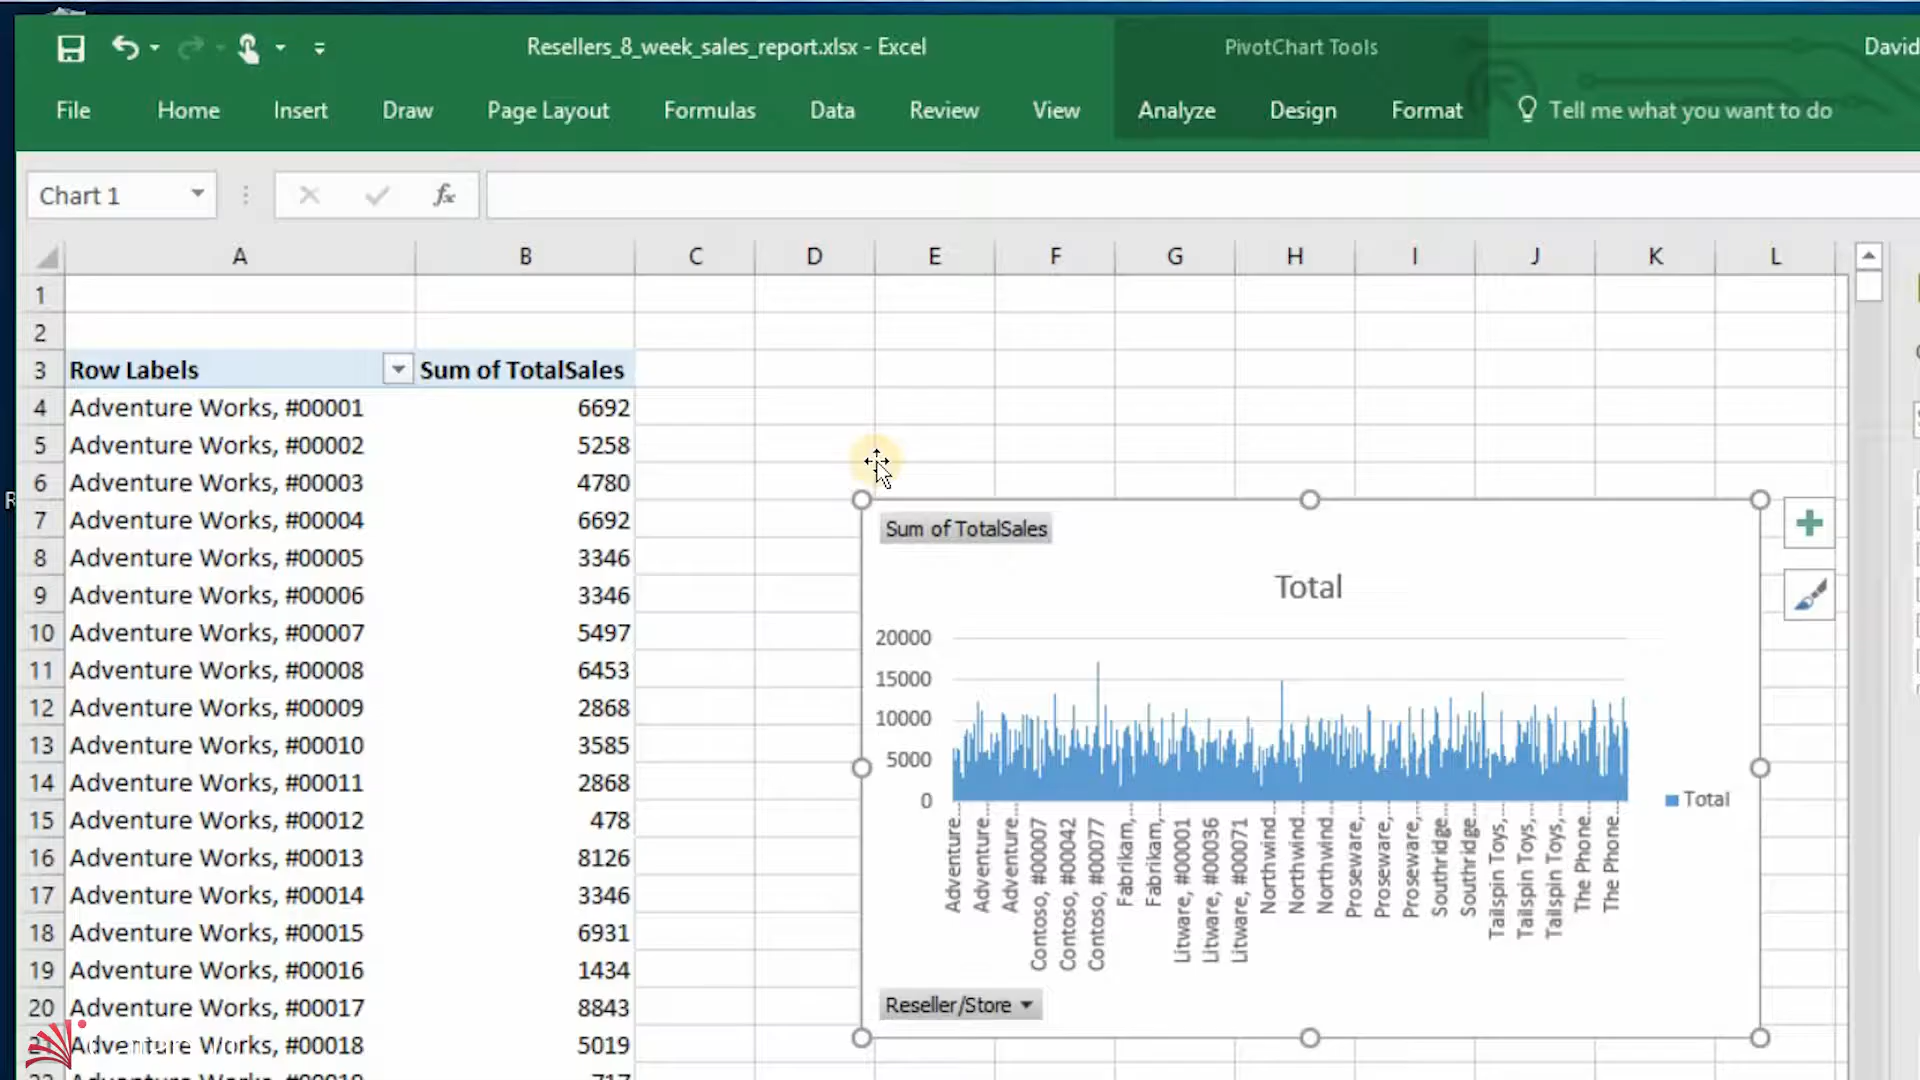 Resellers_8_week_sales_report.xlsx - Excel
PivotChart Tools
David
File Home Insert Draw Page Layout Formulas Data Review View Analyze Design Format Tell me what you want to do
Chart 1
fx
A B C D E F G H I J K L
1
2
3 Row Labels Sum of TotalSales
4 Adventure Works, #00001 6692
5 Adventure Works, #00002 5258
6 Adventure Works, #00003 4780
7 Adventure Works, #00004 6692
8 Adventure Works, #00005 3346
9 Adventure Works, #00006 3346
10 Adventure Works, #00007 5497
11 Adventure Works, #00008 6453
12 Adventure Works, #00009 2868
13 Adventure Works, #00010 3585
14 Adventure Works, #00011 2868
15 Adventure Works, #00012 478
16 Adventure Works, #00013 8126
17 Adventure Works, #00014 3346
18 Adventure Works, #00015 6931
19 Adventure Works, #00016 1434
20 Adventure Works, #00017 8843
21 Adventure Works, #00018 5019
Sum of TotalSales
Total
20000
15000
10000
5000
0
Total
Adventure...
Adventure...
Adventure...
Contoso, #00007
Contoso, #00042
Contoso, #00077
Fabrikam,...
Fabrikam,...
Litware, #00001
Litware, #00036
Litware, #00071
Northwind...
Northwind...
Northwind...
Proseware,...
Proseware,...
Proseware,...
Southridge...
Southridge...
Tailspin Toys,...
Tailspin Toys,...
Tailspin Toys,...
The Phone...
The Phone...
Reseller/Store